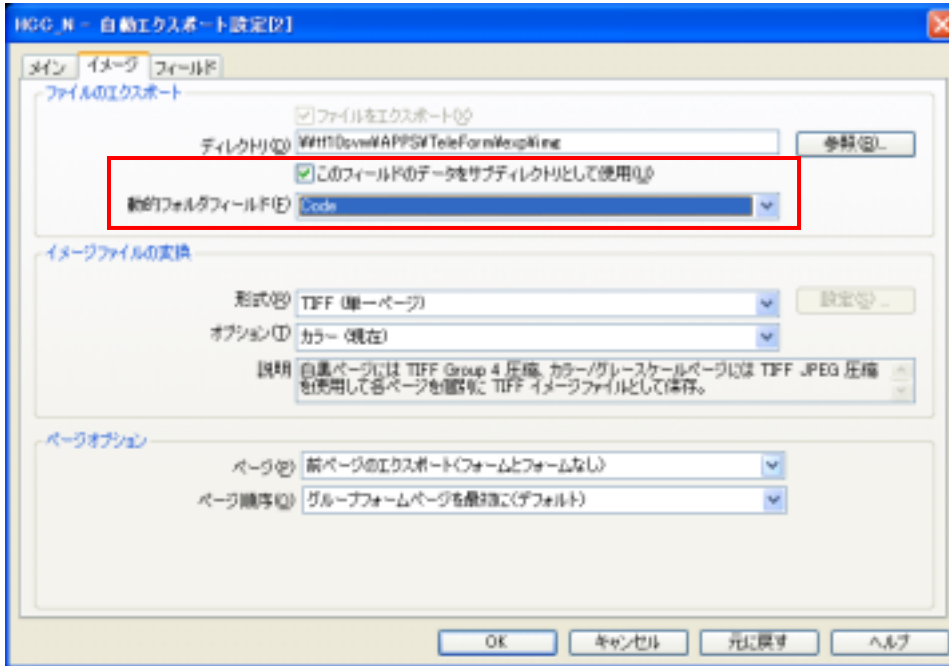 HGC_N - 自動エクスポート設定[2]
メイン イメージ フィールド
ファイルのエクスポート
ファイルをエクスポート(X)
ディレクトリ(D) ¥¥tf10svm¥APPS¥TeleForm¥exp¥img 参照(B)...
このフィールドのデータをサブディレクトリとして使用(U)
動的フォルダフィールド(F) Code
イメージファイルの変換
形式(R) TIFF (単一ページ) 設定(S) ...
オプション(T) カラー (現在)
説明 白黒ページには TIFF Group 4 圧縮、カラー/グレースケールページには TIFF JPEG 圧縮
を使用して各ページを個別に TIFF イメージファイルとして保存。
ページオプション
ページ(P) 前ページのエクスポート(フォームとフォームなし)
ページ順序(O) グループフォームページを最初に(デフォルト)
OK キャンセル 元に戻す ヘルプ